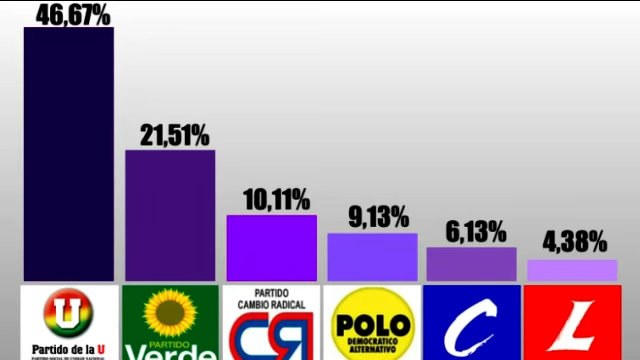 46,67%
21,51%
10,11%
9,13%
6,13%
4,38%
U
Partido de la U
PARTIDO
Verde
PARTIDO
CAMBIO RADICAL
CR
POLO
DEMOCRATICO
ALTERNATIVO
C
L